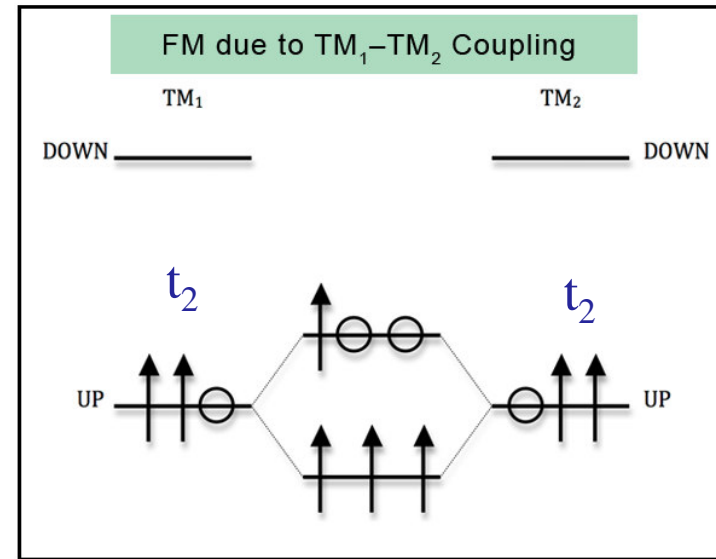 FM due to TM₁–TM₂ Coupling
TM₁ TM₂
DOWN DOWN
t₂ t₂
UP UP